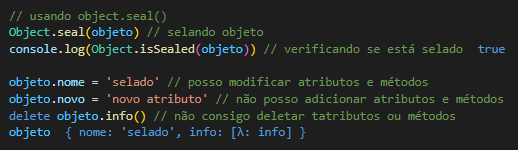 // usando object.seal()
Object.seal(objeto) // selando objeto
console.log(Object.isSealed(objeto)) // verificando se está selado  true
objeto.nome = 'selado' // posso modificar atributos e métodos
objeto.novo = 'novo atributo' // não posso adicionar atributos e métodos
delete objeto.info() // não consigo deletar tatributos ou métodos
objeto  { nome: 'selado', info: [λ: info] }